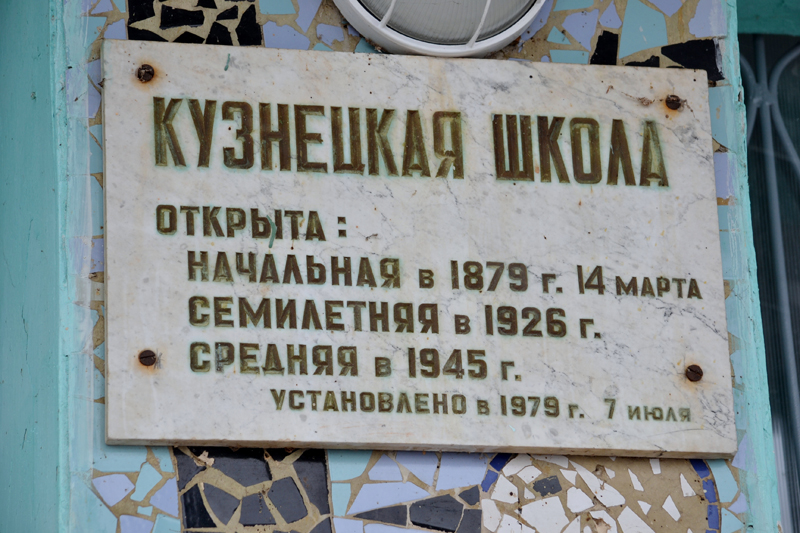 КУЗНЕЦКАЯ ШКОЛА
ОТКРЫТА:
НАЧАЛЬНАЯ в 1879 г. 14 МАРТА
СЕМИЛЕТНЯЯ в 1926 г.
СРЕДНЯЯ в 1945 г.
УСТАНОВЛЕНО в 1979 г. 7 ИЮЛЯ